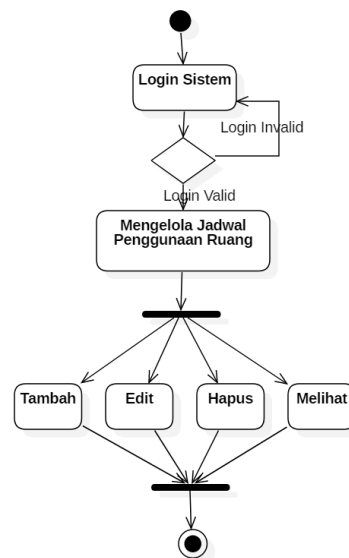 Login Sistem
Login Invalid
Login Valid
Mengelola Jadwal
Penggunaan Ruang
Tambah
Edit
Hapus
Melihat